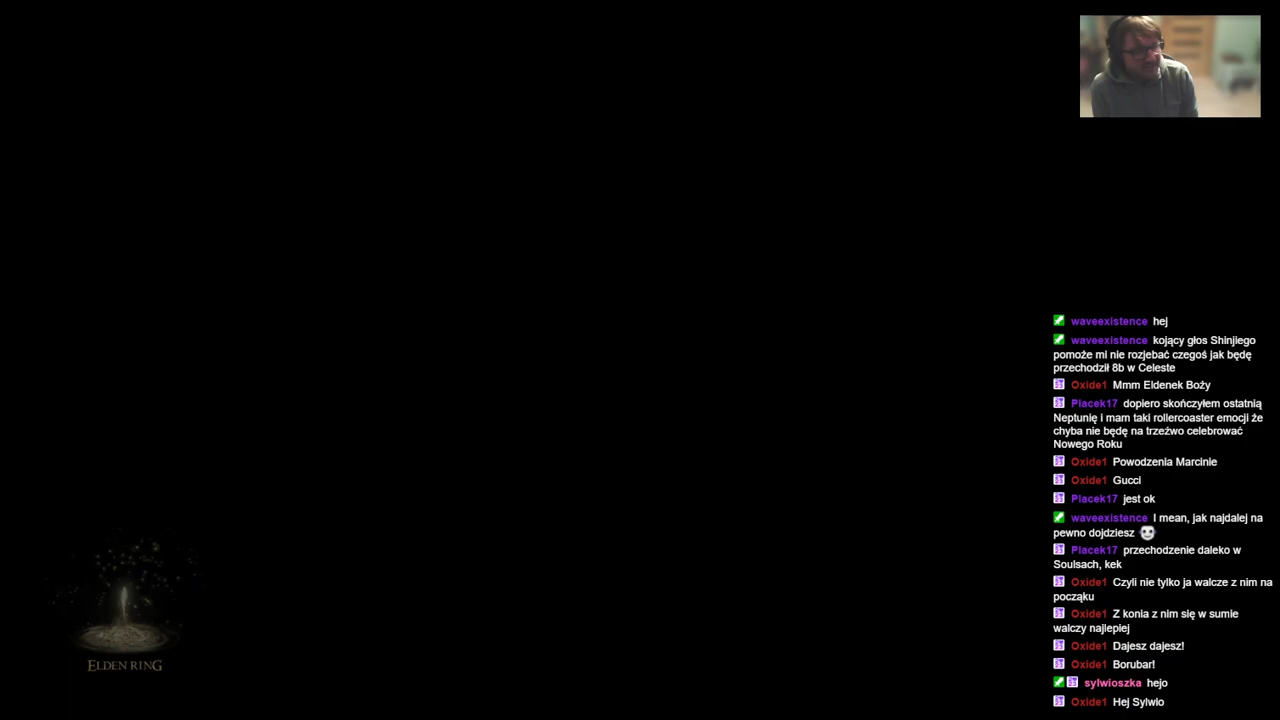 waveexistence hej
waveexistence kojący głos Shinjiego
pomoże mi nie rozjebać czegoś jak będę
przechodził 8b w Celeste
Oxide1 Mmm Eldenek Boży
Placek17 dopiero skończyłem ostatnią
Neptunię i mam taki rollercoaster emocji że
chyba nie będę na trzeźwo celebrować
Nowego Roku
Oxide1 Powodzenia Marcinie
Oxide1 Gucci
Placek17 jest ok
waveexistence I mean, jak najdalej na
pewno dojdziesz
Placek17 przechodzenie daleko w
Soulsach, kek
Oxide1 Czyli nie tylko ja walcze z nim na
począku
Oxide1 Z konia z nim się w sumie
walczy najlepiej
Oxide1 Dajesz dajesz!
Oxide1 Borubar!
sylwioszka hejo
Oxide1 Hej Sylwio
ELDEN RING